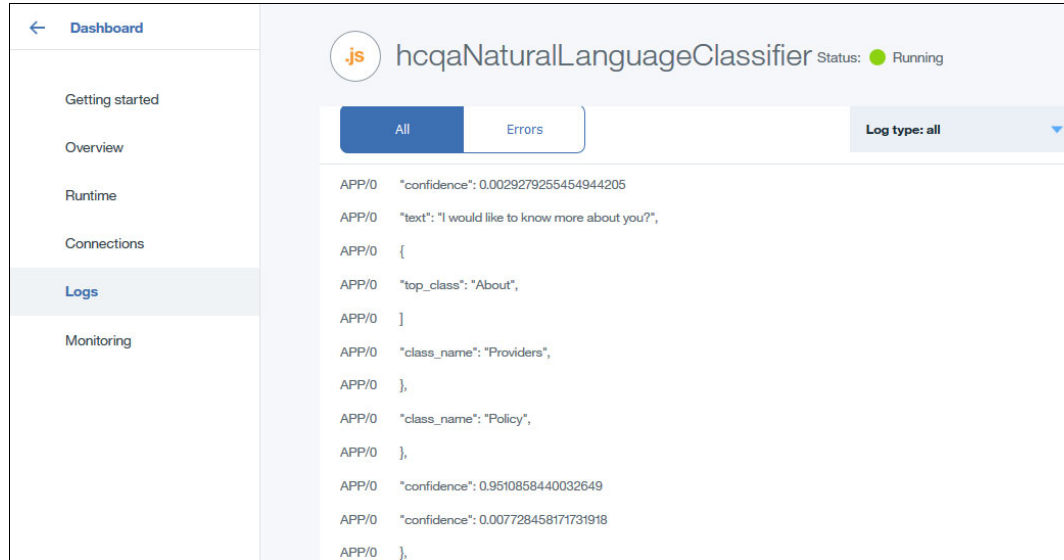 ← Dashboard
Getting started
Overview
Runtime
Connections
Logs
Monitoring
.js hcqaNaturalLanguageClassifier Status: Running
All Errors Log type: all
APP/0 "confidence": 0.0029279255454944205
APP/0 "text": "I would like to know more about you?",
APP/0 {
APP/0 "top_class": "About",
APP/0 ]
APP/0 "class_name": "Providers",
APP/0 },
APP/0 "class_name": "Policy",
APP/0 },
APP/0 "confidence": 0.9510858440032649
APP/0 "confidence": 0.007728458171731918
APP/0 },